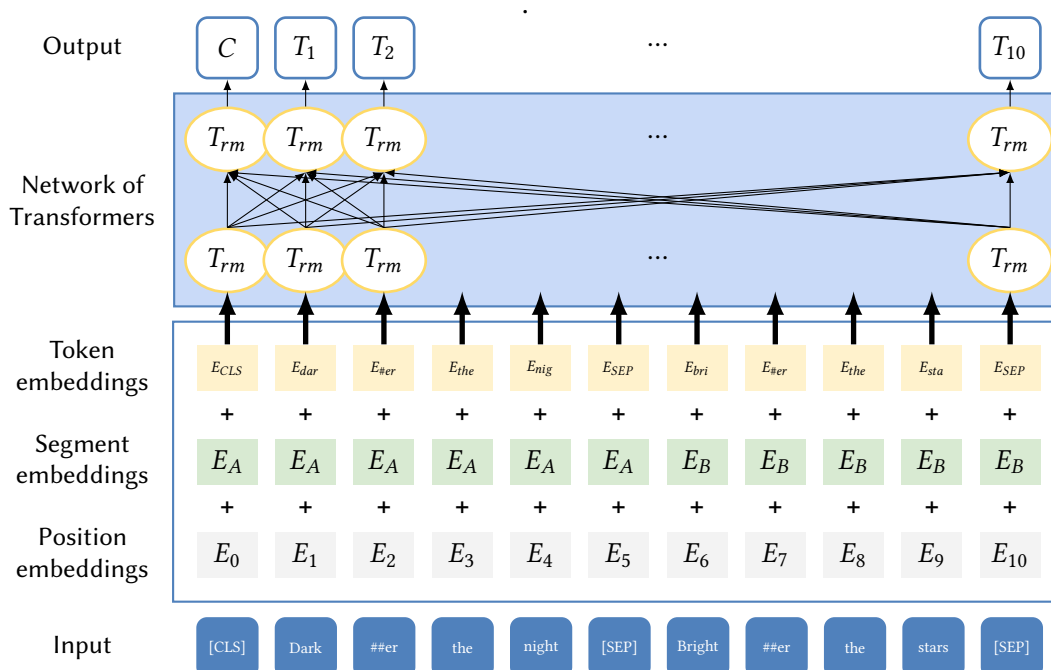 .
Output C T1 T2 ... T10
Trm Trm Trm ... Trm
Network of
Transformers
Trm Trm Trm ... Trm
Token
embeddings
ECLS Edar E#er Ethe Enig ESEP Ebri E#er Ethe Esta ESEP
+ + + + + + + + + + +
Segment
embeddings
EA EA EA EA EA EA EB EB EB EB EB
+ + + + + + + + + + +
Position
embeddings
E0 E1 E2 E3 E4 E5 E6 E7 E8 E9 E10
Input [CLS] Dark ##er the night [SEP] Bright ##er the stars [SEP]